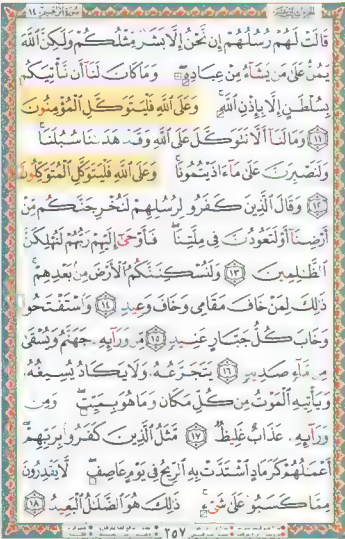 سورة إبراهيم ١٤
قَالَتْ لَهُمْ رُسُلُهُمْ إِن نَّحْنُ إِلَّا بَشَرٌ مِّثْلُكُمْ وَلَٰكِنَّ ٱللَّهَ
يَمُنُّ عَلَىٰ مَن يَشَآءُ مِنْ عِبَادِهِۦ ۖ وَمَا كَانَ لَنَآ أَن نَّأْتِيَكُم
بِسُلْطَٰنٍ إِلَّا بِإِذْنِ ٱللَّهِ ۚ وَعَلَى ٱللَّهِ فَلْيَتَوَكَّلِ ٱلْمُؤْمِنُونَ
١١ وَمَا لَنَآ أَلَّا نَتَوَكَّلَ عَلَى ٱللَّهِ وَقَدْ هَدَىٰنَا سُبُلَنَا ۚ
وَلَنَصْبِرَنَّ عَلَىٰ مَآ ءَاذَيْتُمُونَا ۚ وَعَلَى ٱللَّهِ فَلْيَتَوَكَّلِ ٱلْمُتَوَكِّلُونَ
١٢ وَقَالَ ٱلَّذِينَ كَفَرُوا۟ لِرُسُلِهِمْ لَنُخْرِجَنَّكُم مِّنْ
أَرْضِنَآ أَوْ لَتَعُودُنَّ فِى مِلَّتِنَا ۖ فَأَوْحَىٰٓ إِلَيْهِمْ رَبُّهُمْ لَنُهْلِكَنَّ
ٱلظَّٰلِمِينَ ١٣ وَلَنُسْكِنَنَّكُمُ ٱلْأَرْضَ مِنۢ بَعْدِهِمْ ۚ
ذَٰلِكَ لِمَنْ خَافَ مَقَامِى وَخَافَ وَعِيدِ ١٤ وَٱسْتَفْتَحُوا۟
وَخَابَ كُلُّ جَبَّارٍ عَنِيدٍ ١٥ مِّن وَرَآئِهِۦ جَهَنَّمُ وَيُسْقَىٰ
مِن مَّآءٍ صَدِيدٍ ١٦ يَتَجَرَّعُهُۥ وَلَا يَكَادُ يُسِيغُهُۥ
وَيَأْتِيهِ ٱلْمَوْتُ مِن كُلِّ مَكَانٍ وَمَا هُوَ بِمَيِّتٍ ۖ وَمِن
وَرَآئِهِۦ عَذَابٌ غَلِيظٌ ١٧ مَّثَلُ ٱلَّذِينَ كَفَرُوا۟ بِرَبِّهِمْ ۖ
أَعْمَٰلُهُمْ كَرَمَادٍ ٱشْتَدَّتْ بِهِ ٱلرِّيحُ فِى يَوْمٍ عَاصِفٍ ۖ لَّا يَقْدِرُونَ
مِمَّا كَسَبُوا۟ عَلَىٰ شَىْءٍ ۚ ذَٰلِكَ هُوَ ٱلضَّلَٰلُ ٱلْبَعِيدُ ١٨
٢٥٧